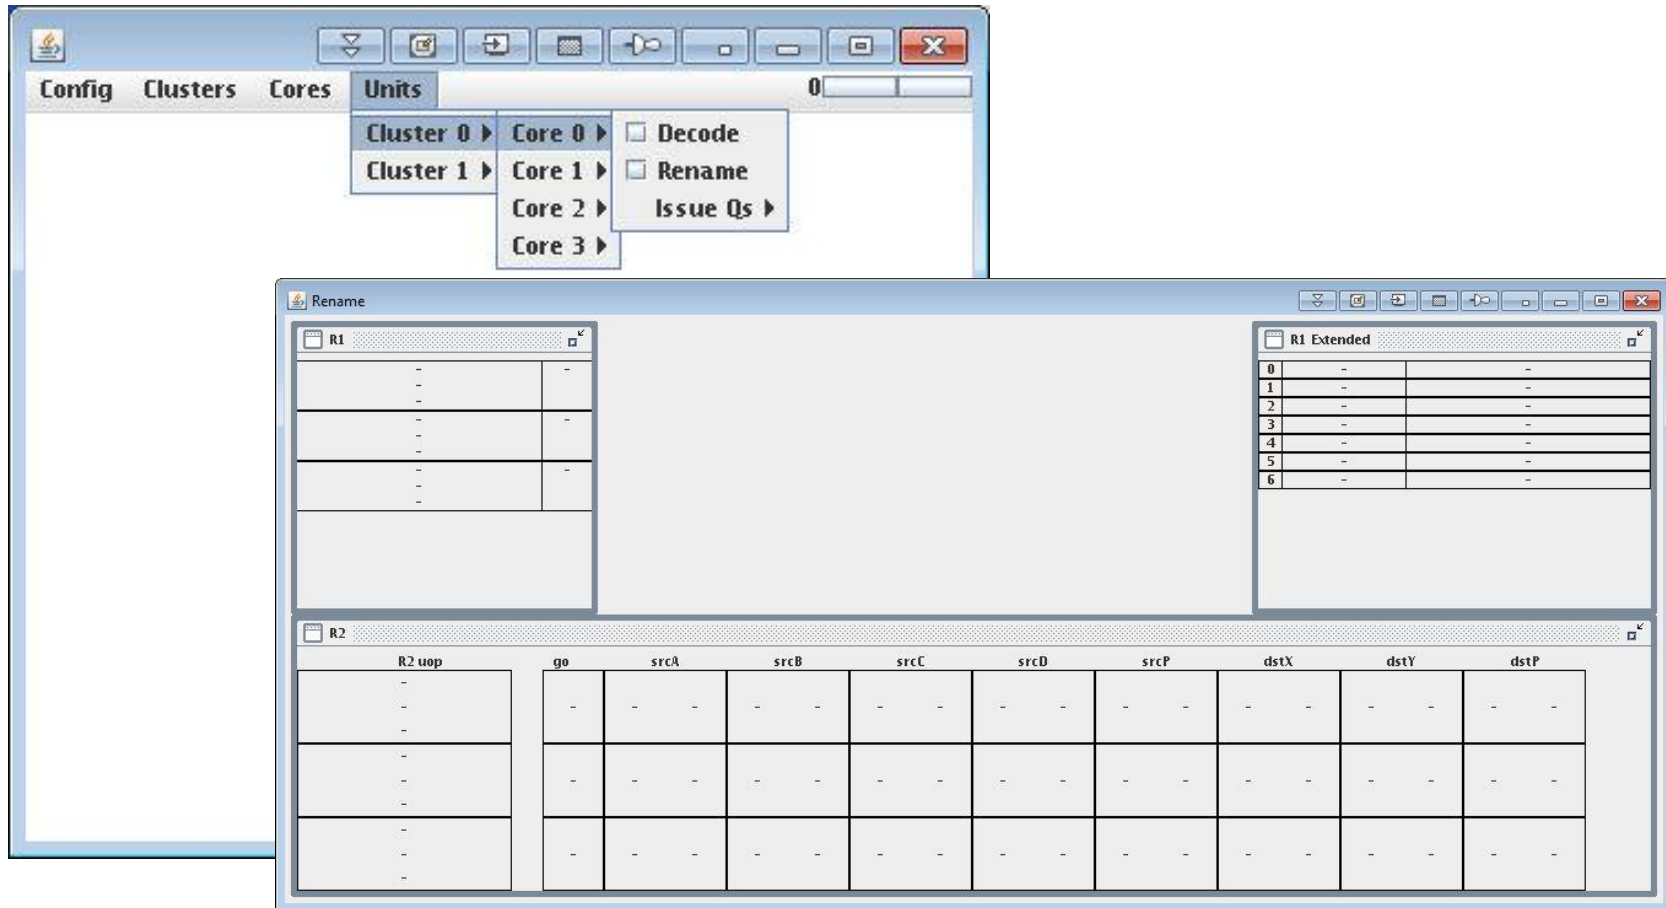 Config Clusters Cores Units 0
Cluster 0 Core 0 Decode
Cluster 1 Core 1 Rename
Core 2 Issue Qs
Core 3
Rename
R1
-
-
-
-
-
-
-
-
-
-
-
-
R1 Extended
0 - -
1 - -
2 - -
3 - -
4 - -
5 - -
6 - -
R2
R2 uop go srcA srcB srcC srcD srcP dstX dstY dstP
-
- - - - - - - - - - - - - - - - - -
-
-
- - - - - - - - - - - - - - - - - -
-
-
- - - - - - - - - - - - - - - - - -
-